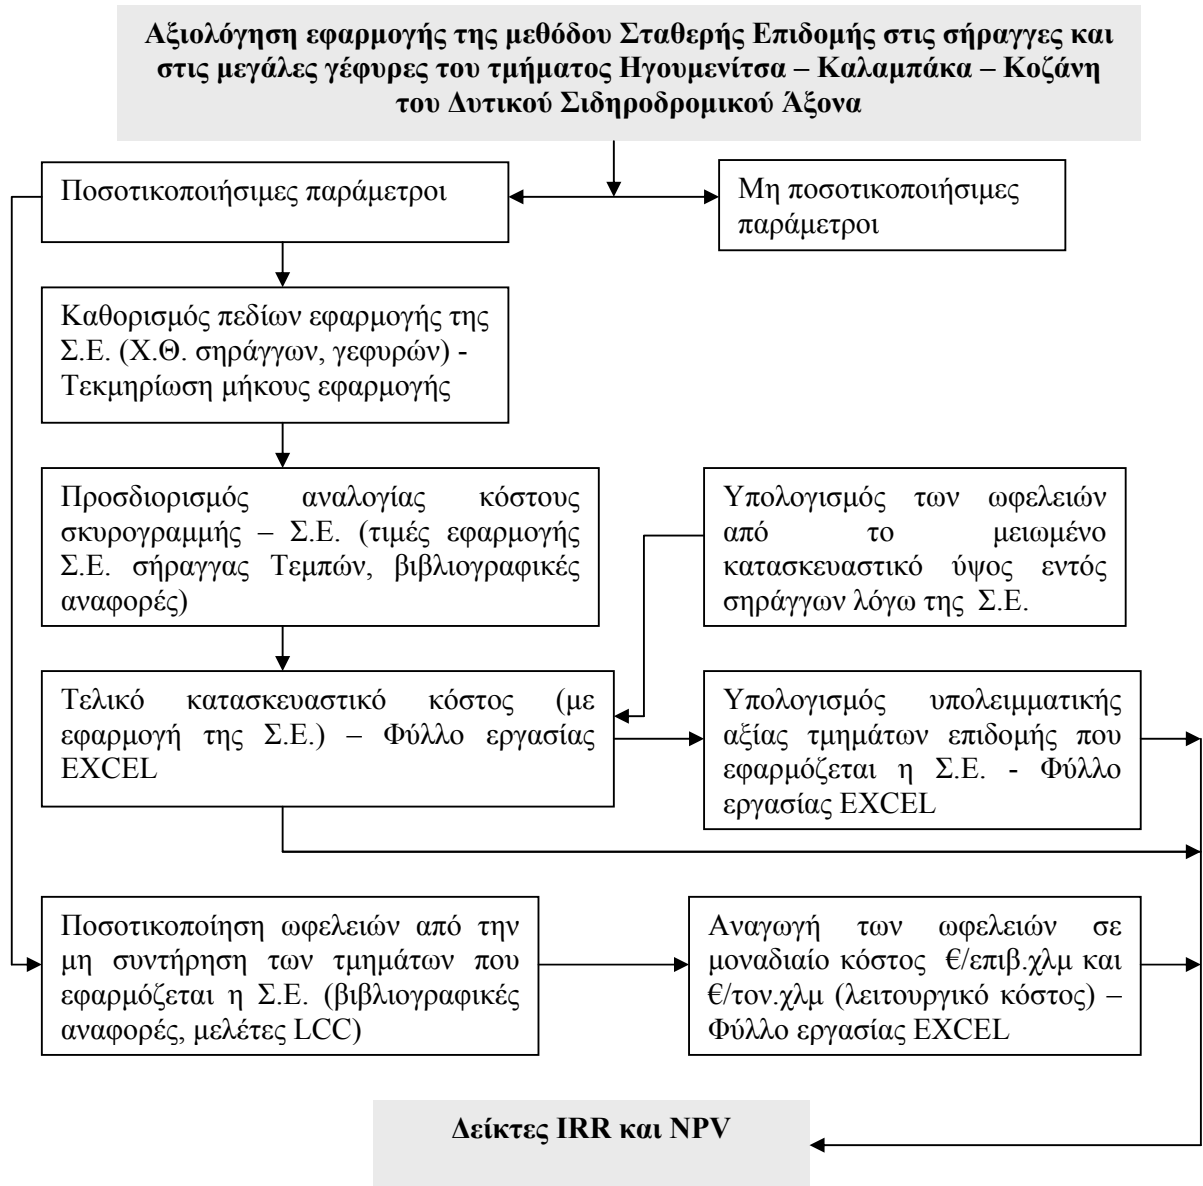 Αξιολόγηση εφαρμογής της μεθόδου Σταθερής Επιδομής στις σήραγγες και
στις μεγάλες γέφυρες του τμήματος Ηγουμενίτσα – Καλαμπάκα – Κοζάνη
του Δυτικού Σιδηροδρομικού Άξονα
Ποσοτικοποιήσιμες παράμετροι
Μη ποσοτικοποιήσιμες
παράμετροι
Καθορισμός πεδίων εφαρμογής της
Σ.Ε. (Χ.Θ. σηράγγων, γεφυρών) -
Τεκμηρίωση μήκους εφαρμογής
Προσδιορισμός αναλογίας κόστους
σκυρογραμμής – Σ.Ε. (τιμές εφαρμογής
Σ.Ε. σήραγγας Τεμπών, βιβλιογραφικές
αναφορές)
Υπολογισμός των ωφελειών
από το μειωμένο
κατασκευαστικό ύψος εντός
σηράγγων λόγω της Σ.Ε.
Τελικό κατασκευαστικό κόστος (με
εφαρμογή της Σ.Ε.) – Φύλλο εργασίας
EXCEL
Υπολογισμός υπολειμματικής
αξίας τμημάτων επιδομής που
εφαρμόζεται η Σ.Ε. - Φύλλο
εργασίας EXCEL
Ποσοτικοποίηση ωφελειών από την
μη συντήρηση των τμημάτων που
εφαρμόζεται η Σ.Ε. (βιβλιογραφικές
αναφορές, μελέτες LCC)
Αναγωγή των ωφελειών σε
μοναδιαίο κόστος €/επιβ.χλμ και
€/τον.χλμ (λειτουργικό κόστος) –
Φύλλο εργασίας EXCEL
Δείκτες IRR και NPV